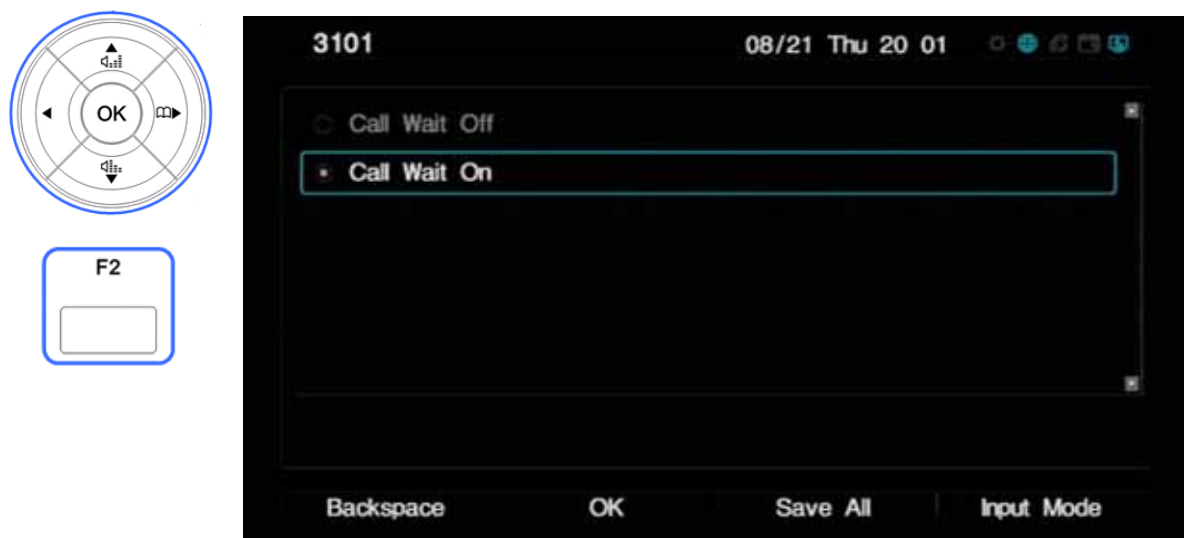 OK
F2
3101 08/21 Thu 20 01
Call Wait Off
Call Wait On
Backspace OK Save All Input Mode